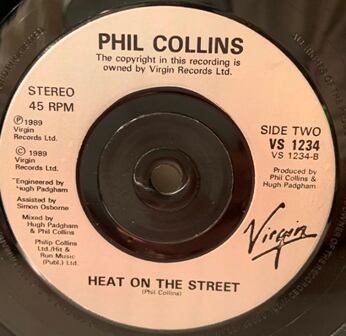 PHIL COLLINS
The copyright in this recording is
owned by Virgin Records Ltd.
STEREO
45 RPM
℗ 1989
Virgin
Records Ltd.
© 1989
Virgin
Records Ltd.
Engineered by
Hugh Padgham
Assisted by
Simon Osborne
Mixed by
Hugh Padgham
& Phil Collins
Philip Collins
Ltd./Hit &
Run Music
(Publ.) Ltd.
SIDE TWO
VS 1234
VS 1234-B
Produced by
Phil Collins &
Hugh Padgham
Virgin
HEAT ON THE STREET
(Phil Collins)